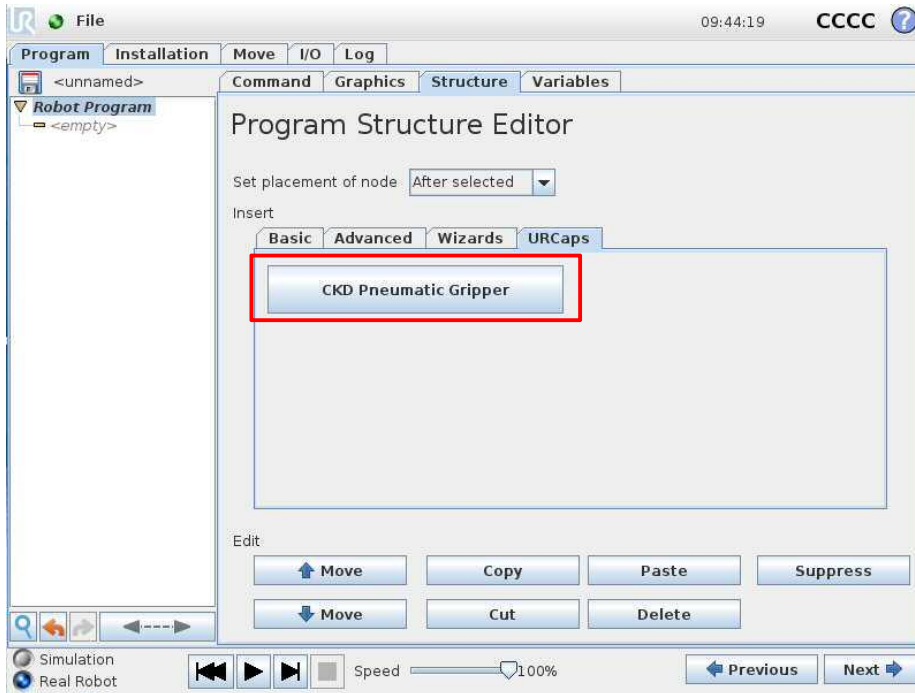 UR File 09:44:19 CCCC ?
Program Installation Move I/O Log
<unnamed> Command Graphics Structure Variables
Robot Program
<empty>
Program Structure Editor
Set placement of node After selected
Insert
Basic Advanced Wizards URCaps
CKD Pneumatic Gripper
Edit
Move Copy Paste Suppress
Move Cut Delete
Simulation
Real Robot
Speed 100% Previous Next